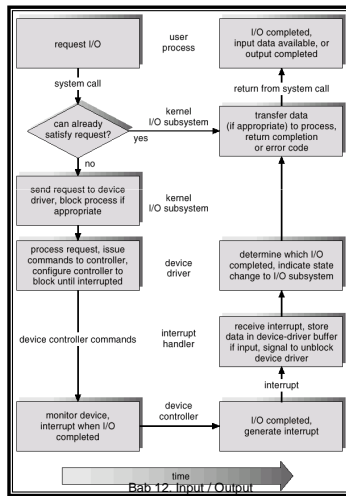 request I/O
user
process
I/O completed,
input data available, or
output completed
system call
return from system call
can already
satisfy request?
yes
no
kernel
I/O subsystem
transfer data
(if appropriate) to process,
return completion
or error code
send request to device
driver, block process if
appropriate
kernel
I/O subsystem
process request, issue
commands to controller,
configure controller to
block until interrupted
device
driver
determine which I/O
completed, indicate state
change to I/O subsystem
device controller commands
interrupt
handler
receive interrupt, store
data in device-driver buffer
if input, signal to unblock
device driver
interrupt
monitor device,
interrupt when I/O
completed
device
controller
I/O completed,
generate interrupt
time
Bab 12. Input / Output